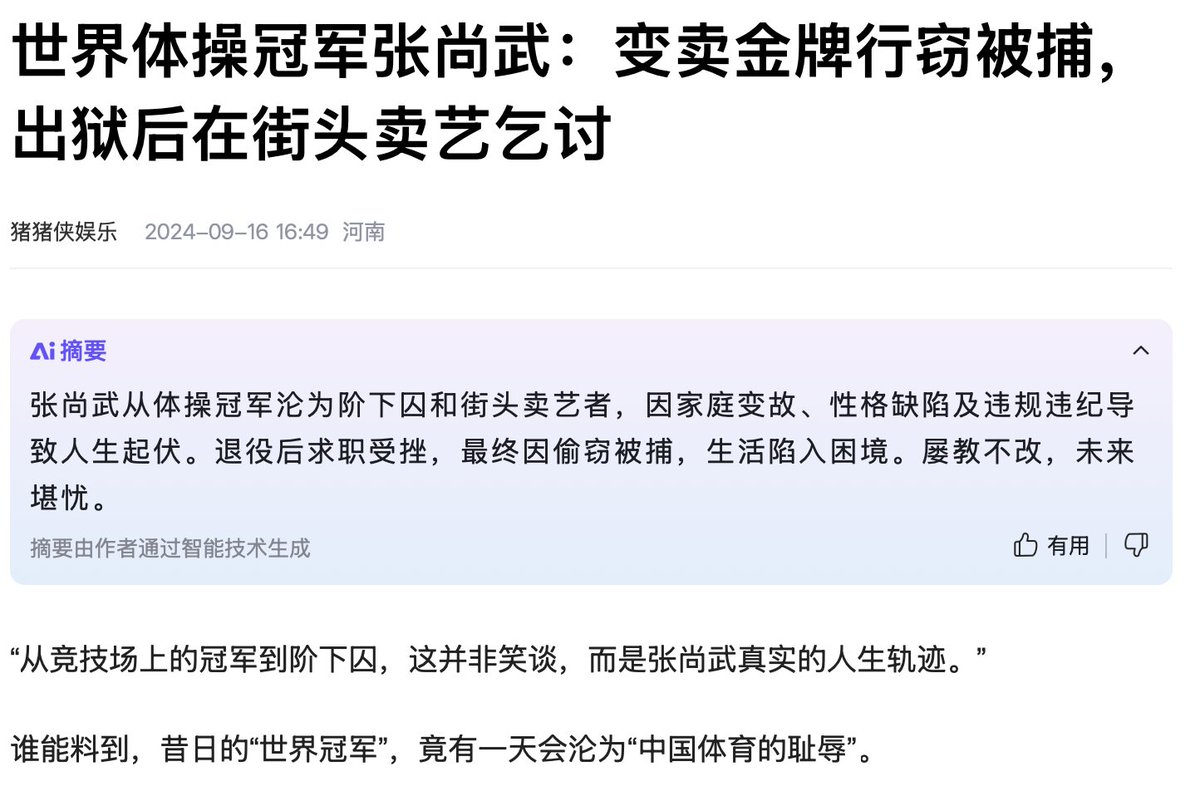 世界体操冠军张尚武：变卖金牌行窃被捕，
出狱后在街头卖艺乞讨
猪猪侠娱乐 2024-09-16 16:49 河南
Ai 摘要
张尚武从体操冠军沦为阶下囚和街头卖艺者，因家庭变故、性格缺陷及违规违纪导
致人生起伏。退役后求职受挫，最终因偷窃被捕，生活陷入困境。屡教不改，未来
堪忧。
摘要由作者通过智能技术生成
有用
“从竞技场上的冠军到阶下囚，这并非笑谈，而是张尚武真实的人生轨迹。”
谁能料到，昔日的“世界冠军”，竟有一天会沦为“中国体育的耻辱”。